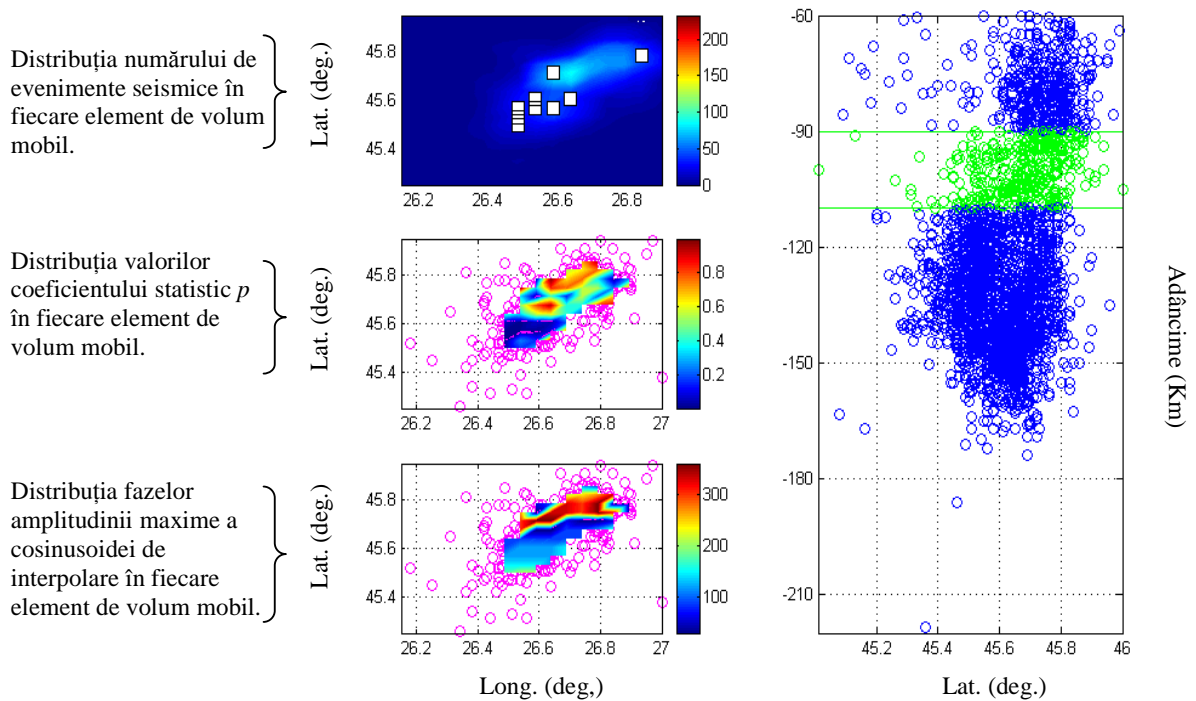 Distribuția numărului de
evenimente seismice în
fiecare element de volum
mobil.
Lat. (deg.)
45.8
45.6
45.4
26.2 26.4 26.6 26.8
200
150
100
50
0
Distribuția valorilor
coeficientului statistic p
în fiecare element de
volum mobil.
Lat. (deg.)
45.8
45.6
45.4
26.2 26.4 26.6 26.8 27
0.8
0.6
0.4
0.2
Distribuția fazelor
amplitudinii maxime a
cosinusoidei de
interpolare în fiecare
element de volum mobil.
Lat. (deg.)
45.8
45.6
45.4
26.2 26.4 26.6 26.8 27
300
200
100
Long. (deg,)
-60
-90
-120
-150
-180
-210
45.2 45.4 45.6 45.8 46
Lat. (deg.)
Adâncime (Km)